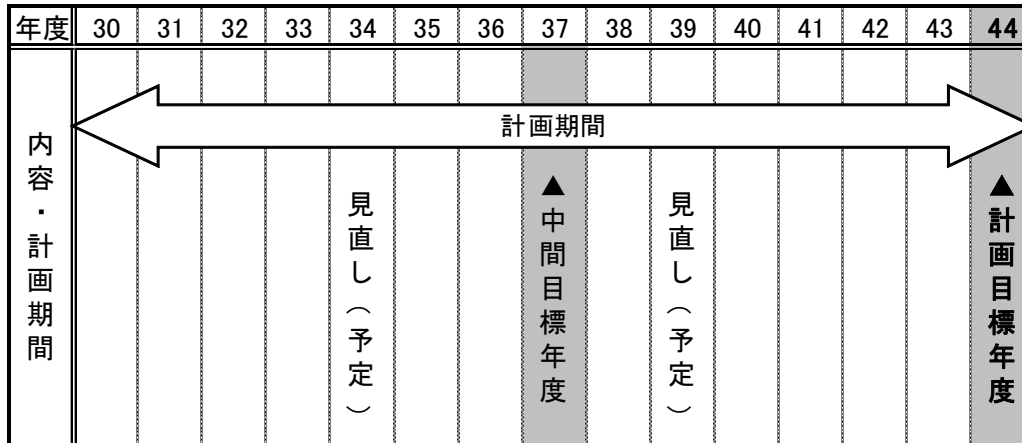 年度 30 31 32 33 34 35 36 37 38 39 40 41 42 43 44
内容・計画期間
計画期間
見直し（予定）
▲中間目標年度
見直し（予定）
▲計画目標年度